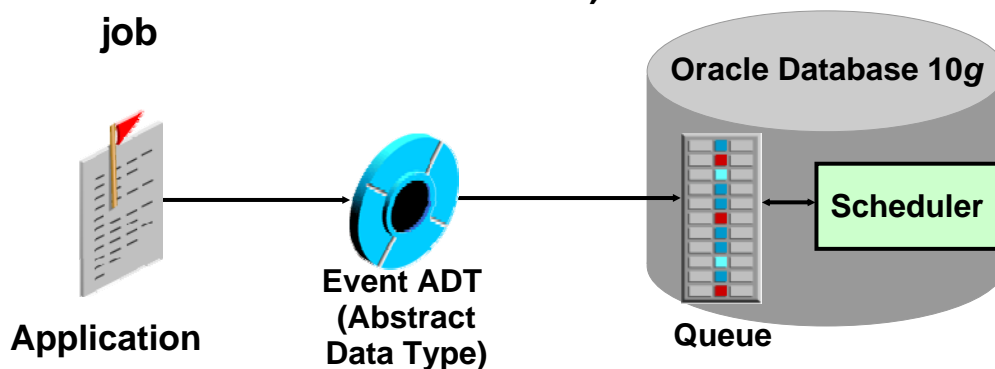 job
Oracle Database 10g
Scheduler
Event ADT
(Abstract
Data Type)
Application
Queue